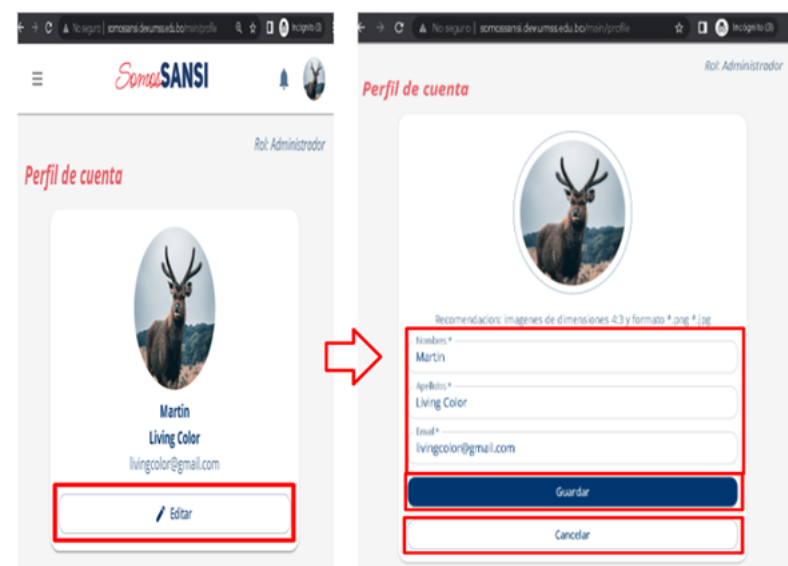 No seguro | somossansi.dev.umss.edu.bo/main/profile
Incógnito (3)
SomosSANSI
Rol: Administrador
Perfil de cuenta
Martin
Living Color
livingcolor@gmail.com
Editar
No seguro | somossansi.dev.umss.edu.bo/main/profile
Incógnito (3)
Rol: Administrador
Perfil de cuenta
Recomendacion: imagenes de dimensiones 4:3 y formato *.png *.jpg
Nombres *
Martin
Apellidos *
Living Color
Email *
livingcolor@gmail.com
Guardar
Cancelar